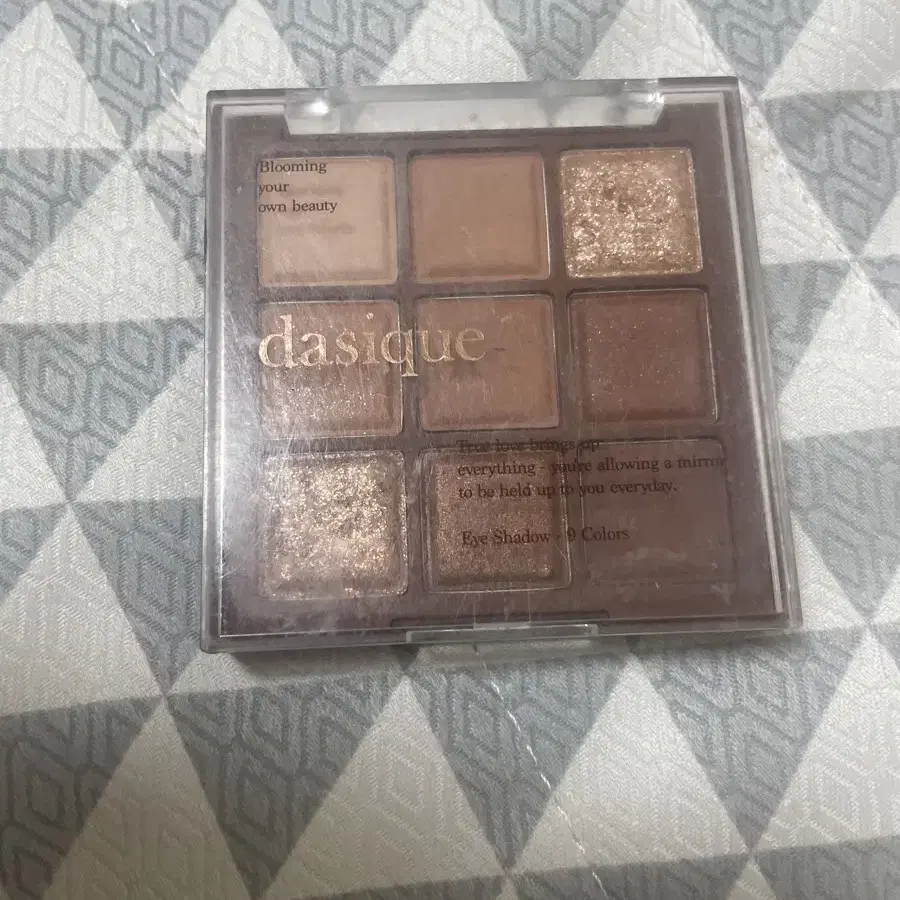 Blooming
your
own beauty
dasique
True love brings up
everything - you're allowing a mirror
to be held up to you everyday.
Eye Shadow - 9 Colors